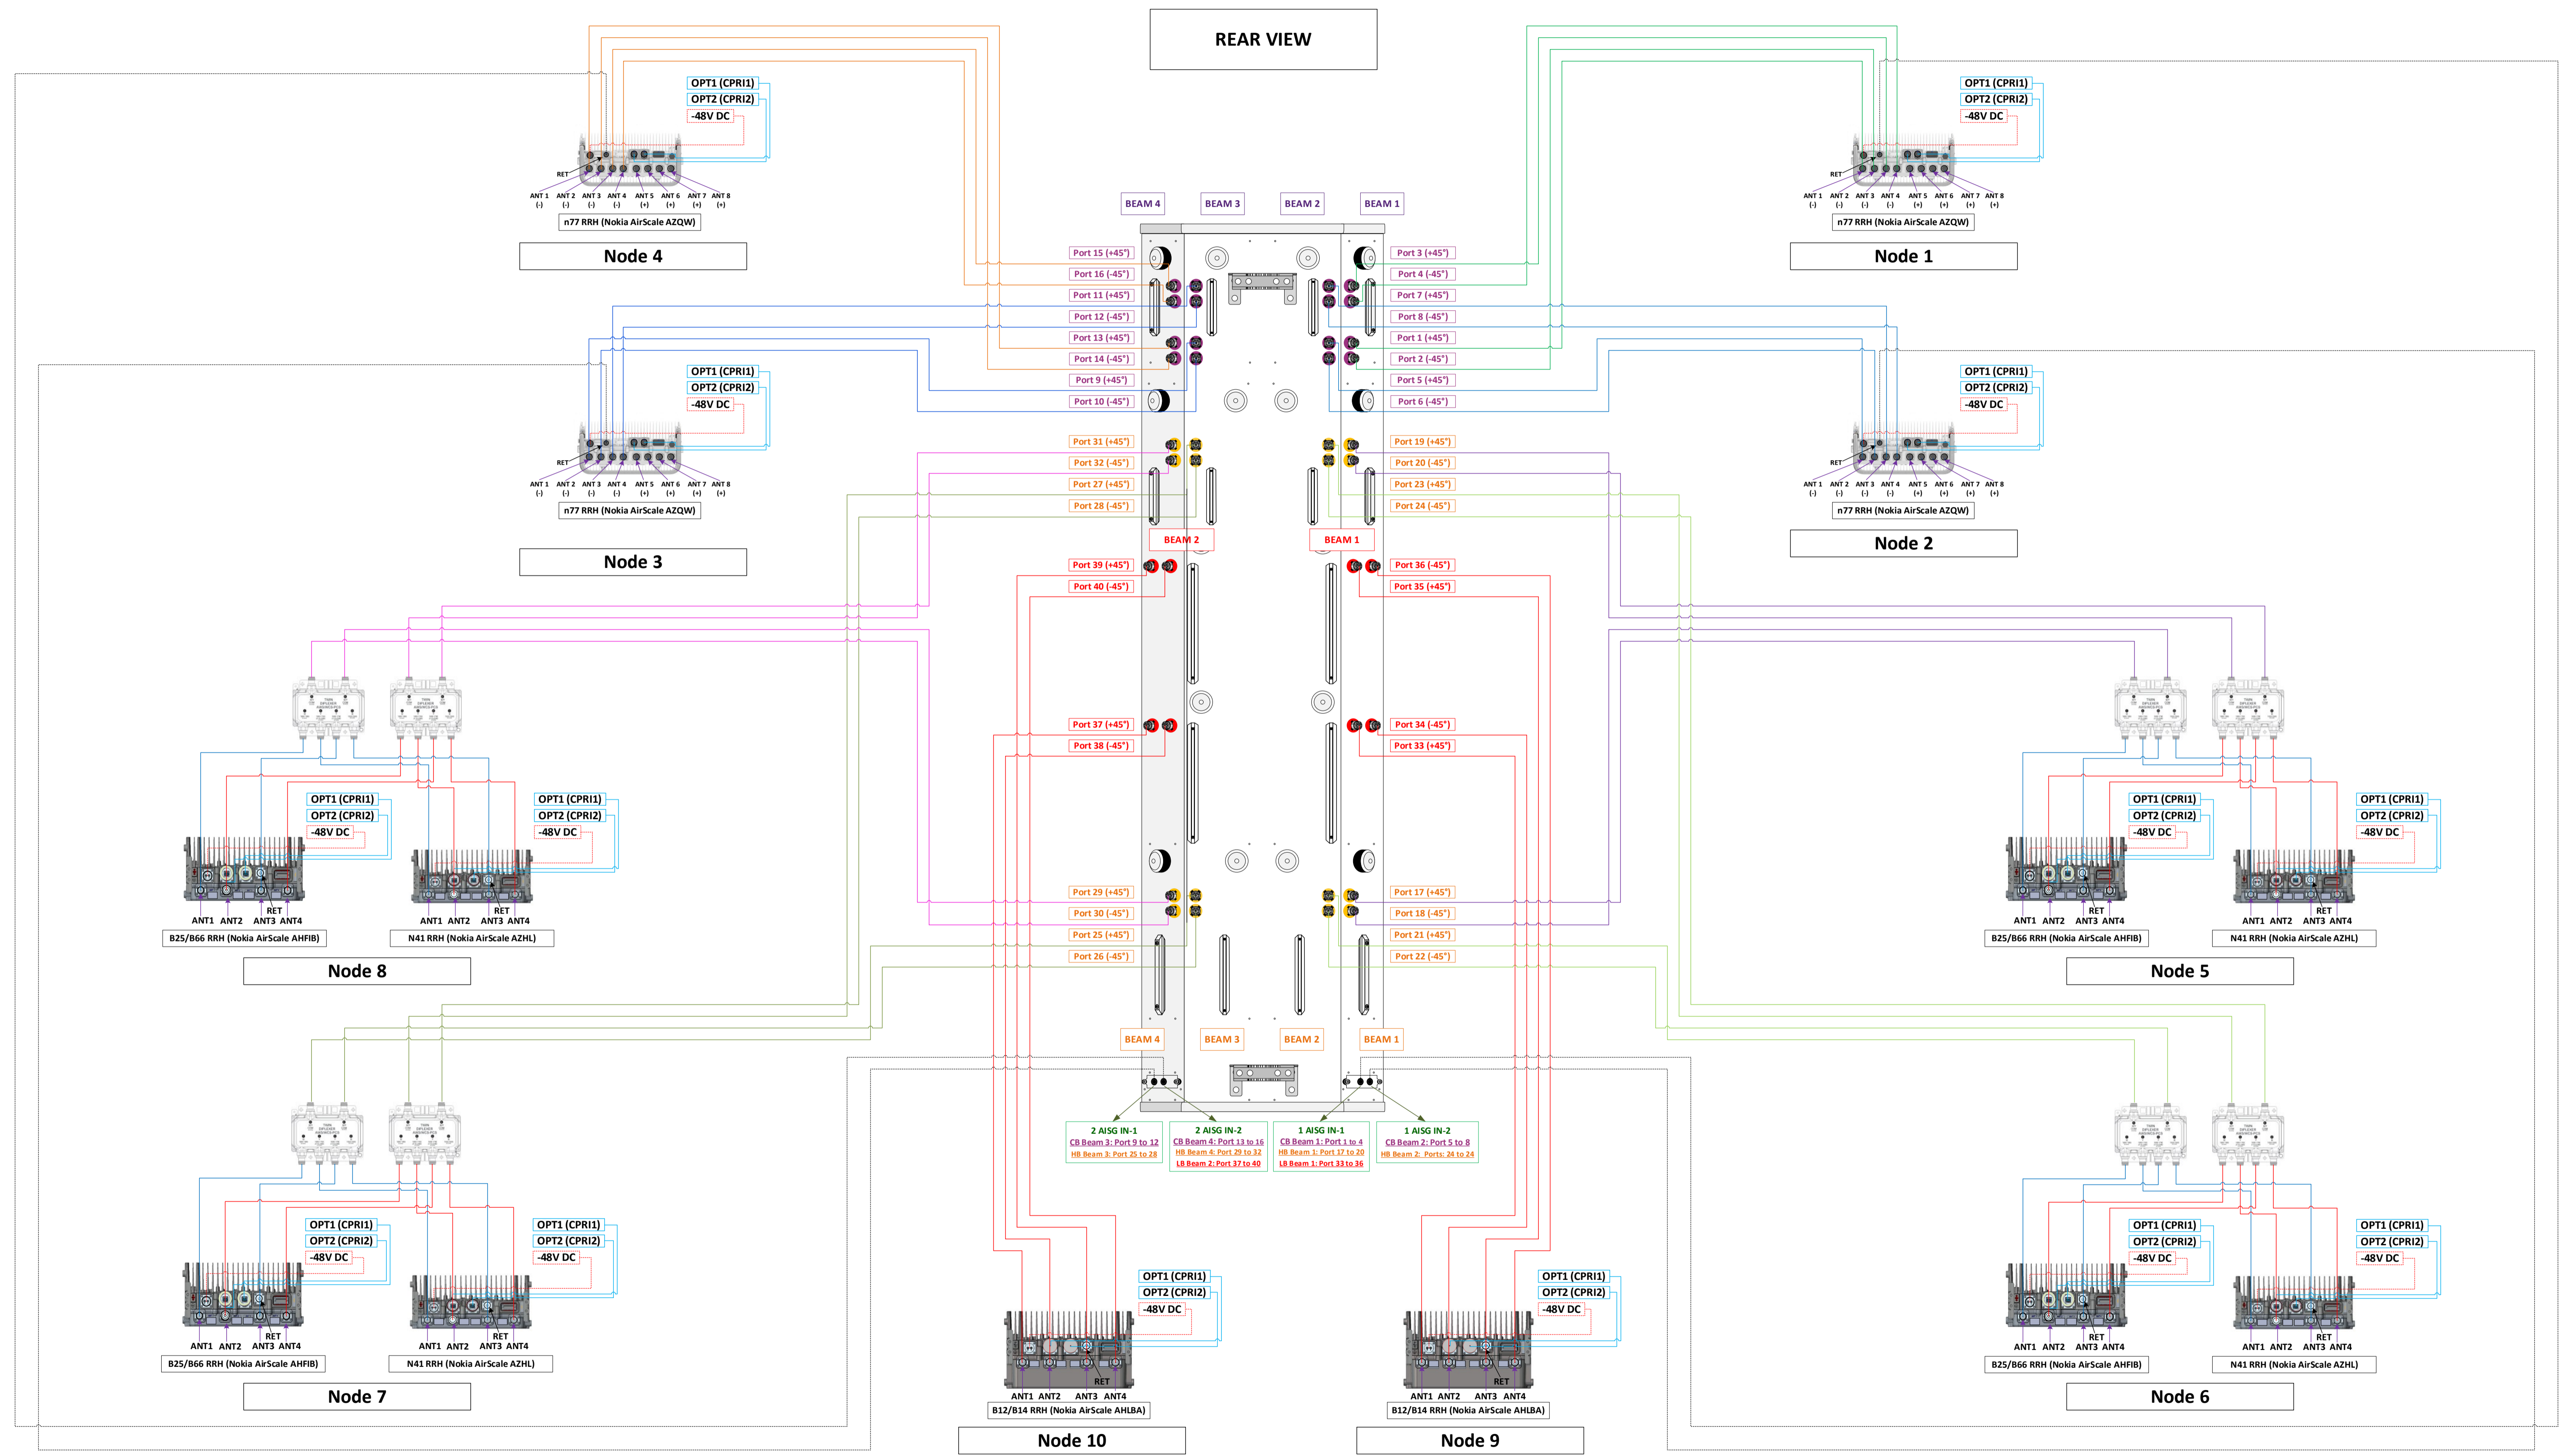 REAR VIEW
OPT1 (CPRI1)
OPT2 (CPRI2)
-48V DC
RET
ANT 1 ANT 2 ANT 3 ANT 4 ANT 5 ANT 6 ANT 7 ANT 8
(-) (-) (-) (-) (+) (+) (+) (+)
n77 RRH (Nokia AirScale AZQW)
Node 4
OPT1 (CPRI1)
OPT2 (CPRI2)
-48V DC
RET
ANT 1 ANT 2 ANT 3 ANT 4 ANT 5 ANT 6 ANT 7 ANT 8
(-) (-) (-) (-) (+) (+) (+) (+)
n77 RRH (Nokia AirScale AZQW)
Node 1
BEAM 4 BEAM 3 BEAM 2 BEAM 1
Port 15 (+45°)
Port 16 (-45°)
Port 11 (+45°)
Port 12 (-45°)
Port 13 (+45°)
Port 14 (-45°)
Port 9 (+45°)
Port 10 (-45°)
Port 3 (+45°)
Port 4 (-45°)
Port 7 (+45°)
Port 8 (-45°)
Port 1 (+45°)
Port 2 (-45°)
Port 5 (+45°)
Port 6 (-45°)
OPT1 (CPRI1)
OPT2 (CPRI2)
-48V DC
RET
ANT 1 ANT 2 ANT 3 ANT 4 ANT 5 ANT 6 ANT 7 ANT 8
(-) (-) (-) (-) (+) (+) (+) (+)
n77 RRH (Nokia AirScale AZQW)
Node 3
OPT1 (CPRI1)
OPT2 (CPRI2)
-48V DC
RET
ANT 1 ANT 2 ANT 3 ANT 4 ANT 5 ANT 6 ANT 7 ANT 8
(-) (-) (-) (-) (+) (+) (+) (+)
n77 RRH (Nokia AirScale AZQW)
Node 2
Port 31 (+45°)
Port 32 (-45°)
Port 27 (+45°)
Port 28 (-45°)
Port 19 (+45°)
Port 20 (-45°)
Port 23 (+45°)
Port 24 (-45°)
BEAM 2 BEAM 1
Port 39 (+45°)
Port 40 (-45°)
Port 36 (-45°)
Port 35 (+45°)
Port 37 (+45°)
Port 38 (-45°)
Port 34 (-45°)
Port 33 (+45°)
TWIN
DIPLEXER
TWIN
DIPLEXER
OPT1 (CPRI1)
OPT2 (CPRI2)
-48V DC
OPT1 (CPRI1)
OPT2 (CPRI2)
-48V DC
RET
ANT1 ANT2 ANT3 ANT4
RET
ANT1 ANT2 ANT3 ANT4
B25/B66 RRH (Nokia AirScale AHFIB)
N41 RRH (Nokia AirScale AZHL)
Node 8
TWIN
DIPLEXER
TWIN
DIPLEXER
OPT1 (CPRI1)
OPT2 (CPRI2)
-48V DC
OPT1 (CPRI1)
OPT2 (CPRI2)
-48V DC
RET
ANT1 ANT2 ANT3 ANT4
RET
ANT1 ANT2 ANT3 ANT4
B25/B66 RRH (Nokia AirScale AHFIB)
N41 RRH (Nokia AirScale AZHL)
Node 5
Port 29 (+45°)
Port 30 (-45°)
Port 25 (+45°)
Port 26 (-45°)
Port 17 (+45°)
Port 18 (-45°)
Port 21 (+45°)
Port 22 (-45°)
BEAM 4 BEAM 3 BEAM 2 BEAM 1
2 AISG IN-1
CB Beam 3: Port 9 to 12
HB Beam 3: Port 25 to 28
2 AISG IN-2
CB Beam 4: Port 13 to 16
HB Beam 4: Port 29 to 32
LB Beam 2: Port 37 to 40
1 AISG IN-1
CB Beam 1: Port 1 to 4
HB Beam 1: Port 17 to 20
LB Beam 1: Port 33 to 36
1 AISG IN-2
CB Beam 2: Port 5 to 8
HB Beam 2: Ports: 24 to 24
TWIN
DIPLEXER
TWIN
DIPLEXER
OPT1 (CPRI1)
OPT2 (CPRI2)
-48V DC
OPT1 (CPRI1)
OPT2 (CPRI2)
-48V DC
RET
ANT1 ANT2 ANT3 ANT4
RET
ANT1 ANT2 ANT3 ANT4
B25/B66 RRH (Nokia AirScale AHFIB)
N41 RRH (Nokia AirScale AZHL)
Node 7
TWIN
DIPLEXER
TWIN
DIPLEXER
OPT1 (CPRI1)
OPT2 (CPRI2)
-48V DC
OPT1 (CPRI1)
OPT2 (CPRI2)
-48V DC
RET
ANT1 ANT2 ANT3 ANT4
RET
ANT1 ANT2 ANT3 ANT4
B25/B66 RRH (Nokia AirScale AHFIB)
N41 RRH (Nokia AirScale AZHL)
Node 6
OPT1 (CPRI1)
OPT2 (CPRI2)
-48V DC
RET
ANT1 ANT2 ANT3 ANT4
B12/B14 RRH (Nokia AirScale AHLBA)
Node 10
OPT1 (CPRI1)
OPT2 (CPRI2)
-48V DC
RET
ANT1 ANT2 ANT3 ANT4
B12/B14 RRH (Nokia AirScale AHLBA)
Node 9